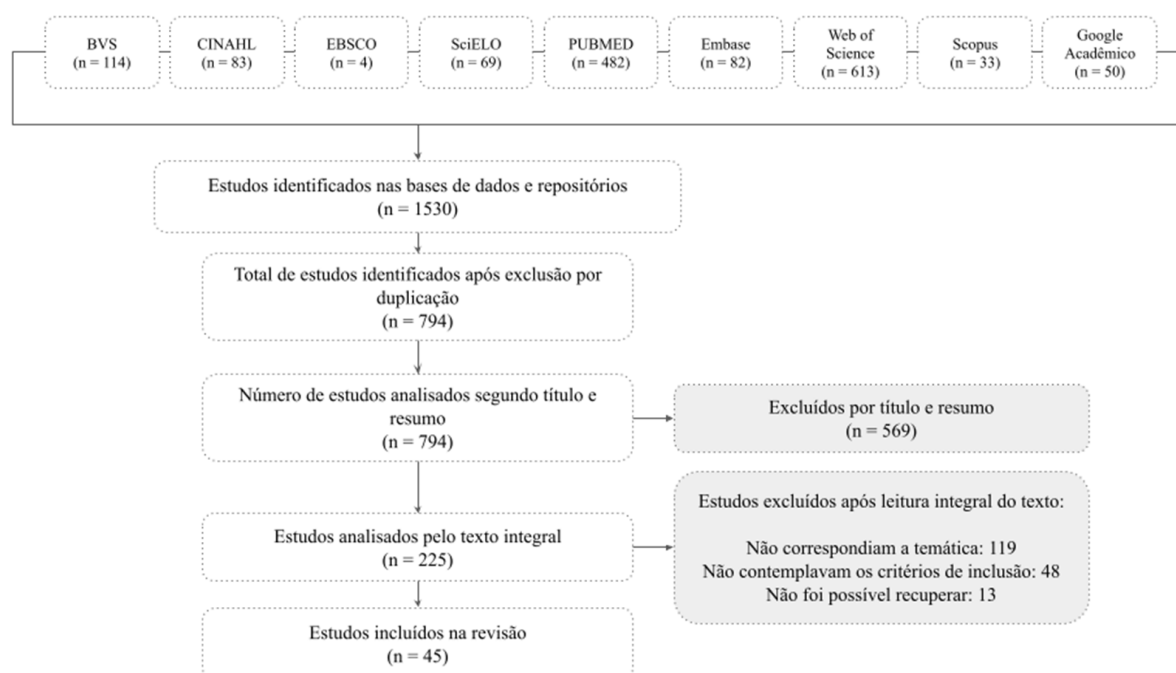 BVS
(n = 114)
CINAHL
(n = 83)
EBSCO
(n = 4)
SciELO
(n = 69)
PUBMED
(n = 482)
Embase
(n = 82)
Web of
Science
(n = 613)
Scopus
(n = 33)
Google
Acadêmico
(n = 50)
Estudos identificados nas bases de dados e repositórios
(n = 1530)
Total de estudos identificados após exclusão por
duplicação
(n = 794)
Número de estudos analisados segundo título e
resumo
(n = 794)
Excluídos por título e resumo
(n = 569)
Estudos analisados pelo texto integral
(n = 225)
Estudos excluídos após leitura integral do texto:
Não correspondiam a temática: 119
Não contemplavam os critérios de inclusão: 48
Não foi possível recuperar: 13
Estudos incluídos na revisão
(n = 45)